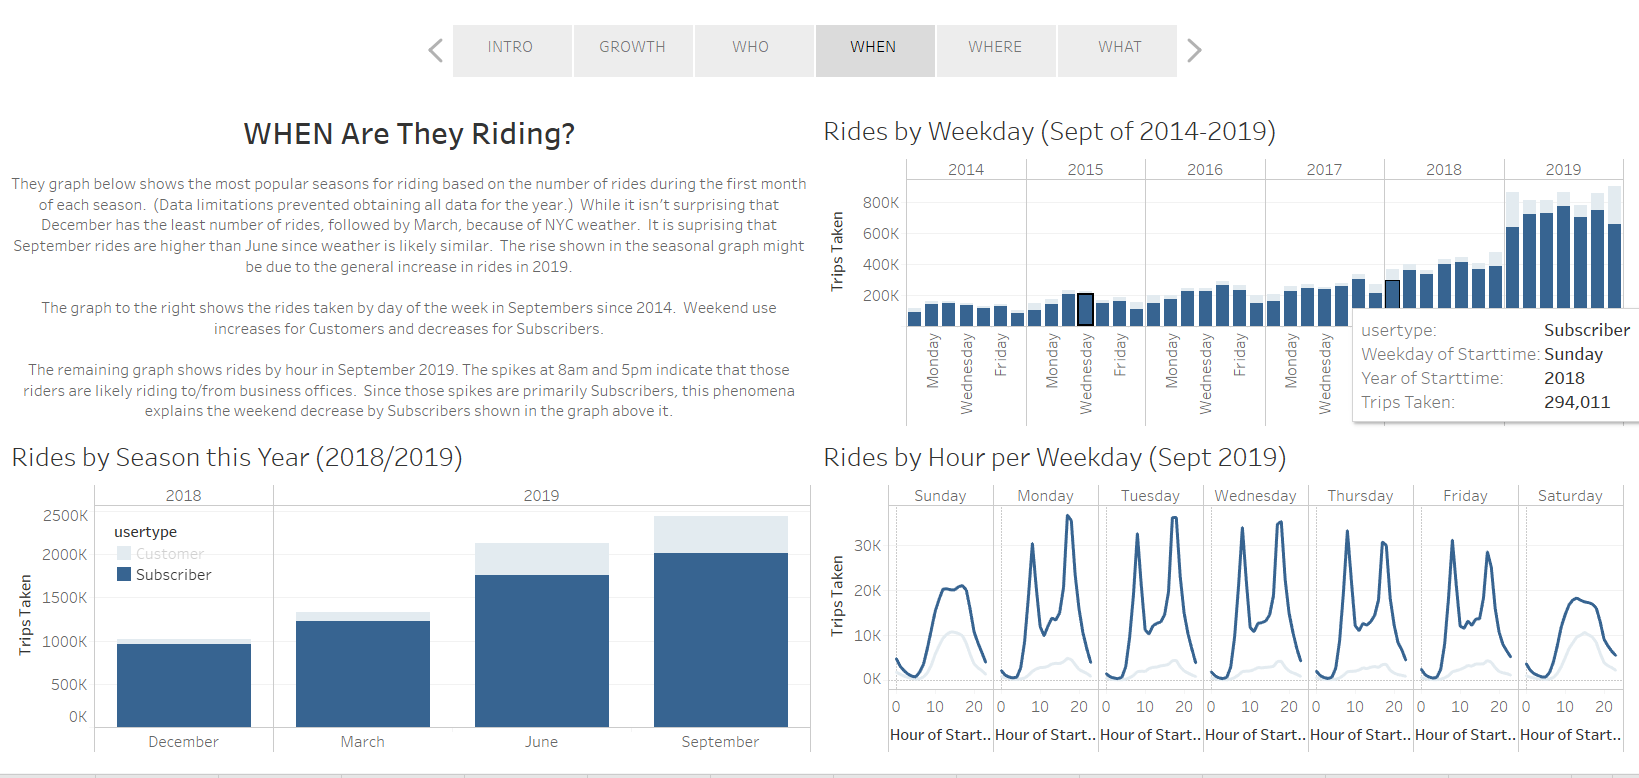 INTRO
GROWTH
WHO
WHEN
WHERE
WHAT
WHEN Are They Riding?
They graph below shows the most popular seasons for riding based on the number of rides during the first month
of each season.  (Data limitations prevented obtaining all data for the year.)  While it isn't surprising that
December has the least number of rides, followed by March, because of NYC weather.  It is suprising that
September rides are higher than June since weather is likely similar.  The rise shown in the seasonal graph might
be due to the general increase in rides in 2019.
The graph to the right shows the rides taken by day of the week in Septembers since 2014.  Weekend use
increases for Customers and decreases for Subscribers.
The remaining graph shows rides by hour in September 2019. The spikes at 8am and 5pm indicate that those
riders are likely riding to/from business offices.  Since those spikes are primarily Subscribers, this phenomena
explains the weekend decrease by Subscribers shown in the graph above it.
Rides by Weekday (Sept of 2014-2019)
2014
2015
2016
2017
2018
2019
Trips Taken
800K
600K
400K
200K
Monday
Wednesday
Friday
Monday
Wednesday
Friday
Monday
Wednesday
Friday
Monday
Wednesday
usertype: Subscriber
Weekday of Starttime: Sunday
Year of Starttime: 2018
Trips Taken: 294,011
Rides by Season this Year (2018/2019)
2018
2019
Trips Taken
2500K
2000K
1500K
1000K
500K
0K
usertype
Customer
Subscriber
December
March
June
September
Rides by Hour per Weekday (Sept 2019)
Sunday
Monday
Tuesday
Wednesday
Thursday
Friday
Saturday
Trips Taken
30K
20K
10K
0K
0 10 20
0 10 20
0 10 20
0 10 20
0 10 20
0 10 20
0 10 20
Hour of Start..
Hour of Start..
Hour of Start..
Hour of Start..
Hour of Start..
Hour of Start..
Hour of Start..